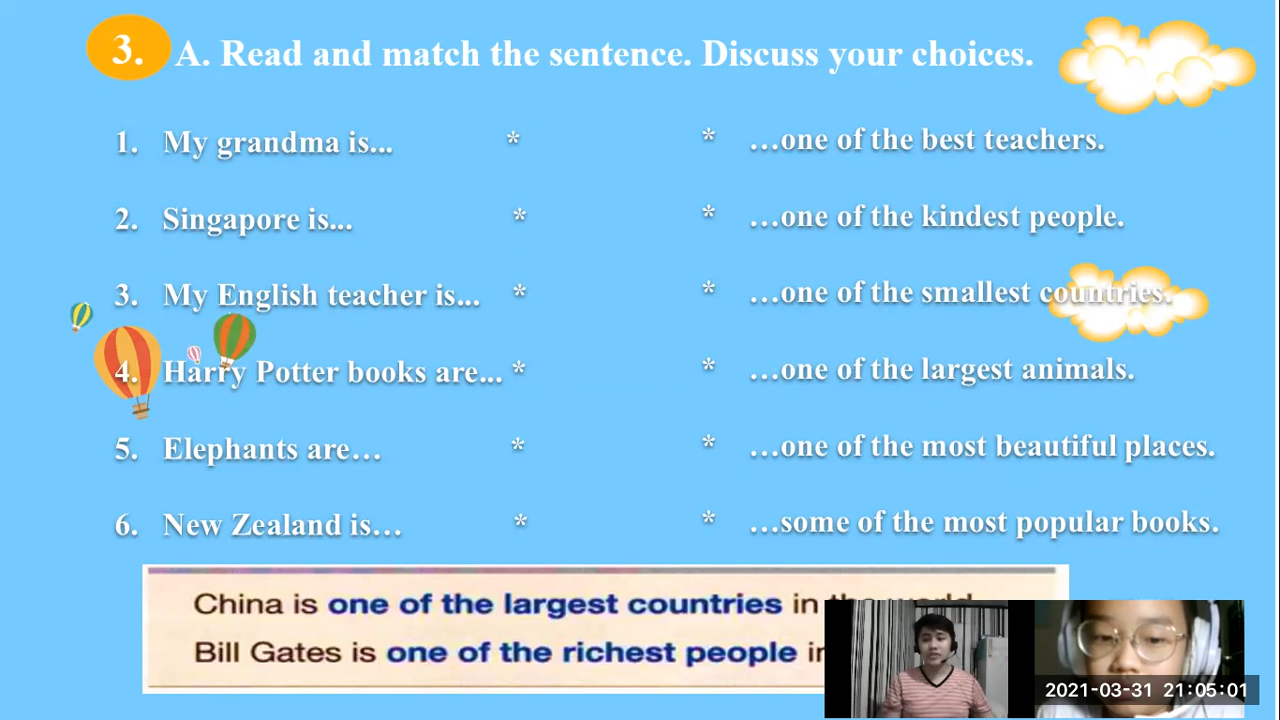 3. A. Read and match the sentence. Discuss your choices.
1. My grandma is... * * …one of the best teachers.
2. Singapore is... * * …one of the kindest people.
3. My English teacher is... * * …one of the smallest countries.
4. Harry Potter books are... * * …one of the largest animals.
5. Elephants are… * * …one of the most beautiful places.
6. New Zealand is… * * …some of the most popular books.
China is one of the largest countries in the world
Bill Gates is one of the richest people in
2021-03-31 21:05:01